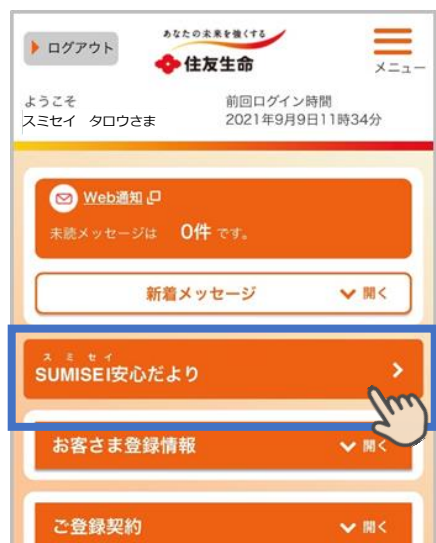 ログアウト
あなたの未来を強くする
住友生命
メニュー
ようこそ
スミセイ タロウさま
前回ログイン時間
2021年9月9日11時34分
Web通知
未読メッセージは 0件 です。
新着メッセージ 開く
スミセイ
SUMISEI安心だより
お客さま登録情報 開く
ご登録契約 開く